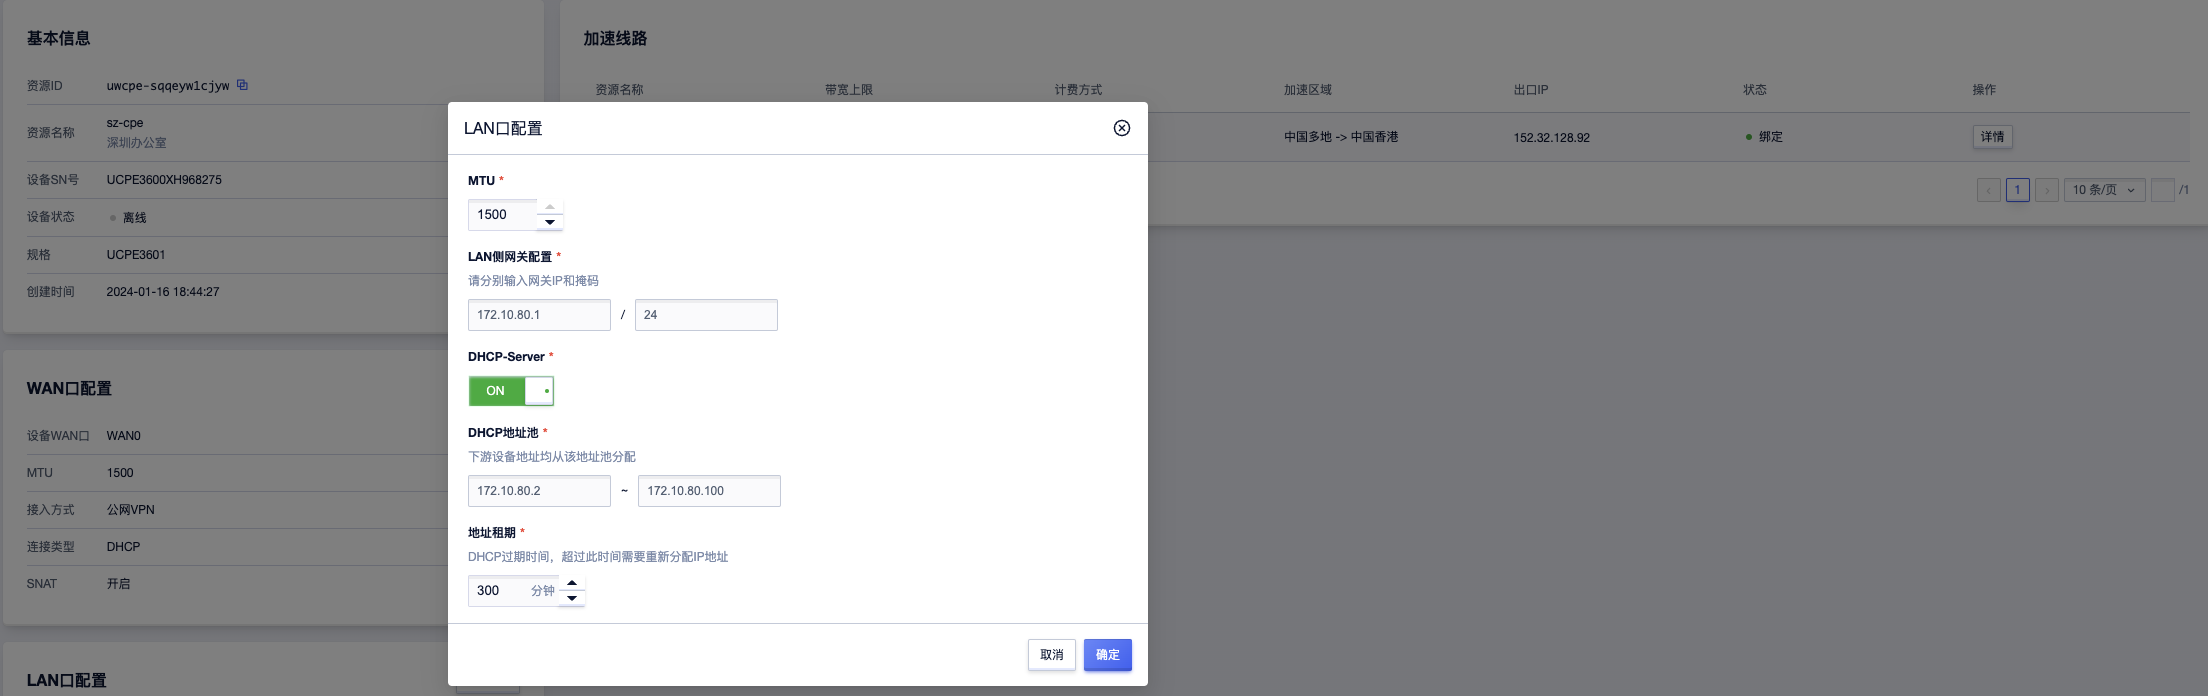 基本信息
资源ID uwcpe-sqqeyw1cjyw
资源名称 sz-cpe
深圳办公室
设备SN号 UCPE3600XH968275
设备状态 离线
规格 UCPE3601
创建时间 2024-01-16 18:44:27
WAN口配置
设备WAN口 WAN0
MTU 1500
接入方式 公网VPN
连接类型 DHCP
SNAT 开启
LAN口配置
加速线路
资源名称 带宽上限 计费方式 加速区域 出口IP 状态 操作
中国多地 -> 中国香港 152.32.128.92 绑定 详情
< 1 > 10 条/页 /1
LAN口配置
MTU *
1500
LAN侧网关配置 *
请分别输入网关IP和掩码
172.10.80.1 / 24
DHCP-Server *
ON
DHCP地址池 *
下游设备地址均从该地址池分配
172.10.80.2 ~ 172.10.80.100
地址租期 *
DHCP过期时间，超过此时间需要重新分配IP地址
300 分钟
取消 确定